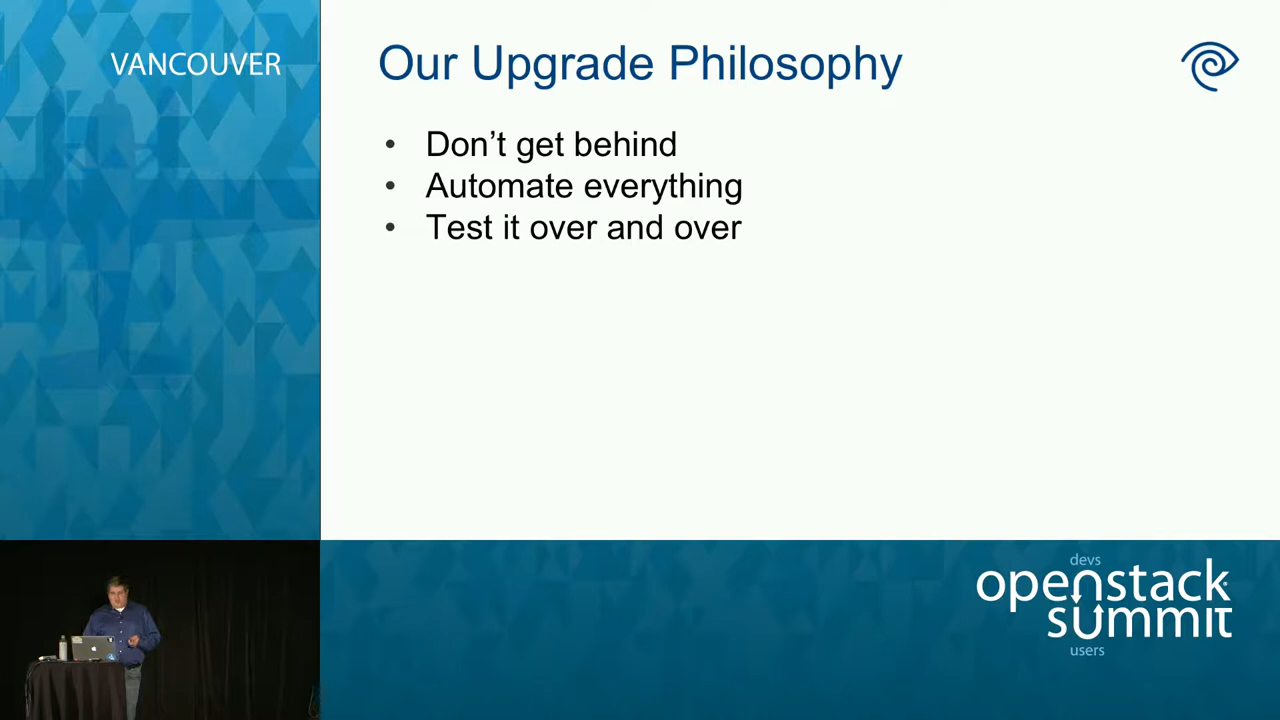 VANCOUVER
Our Upgrade Philosophy
• Don't get behind
• Automate everything
• Test it over and over
devs
openstack
summit
users